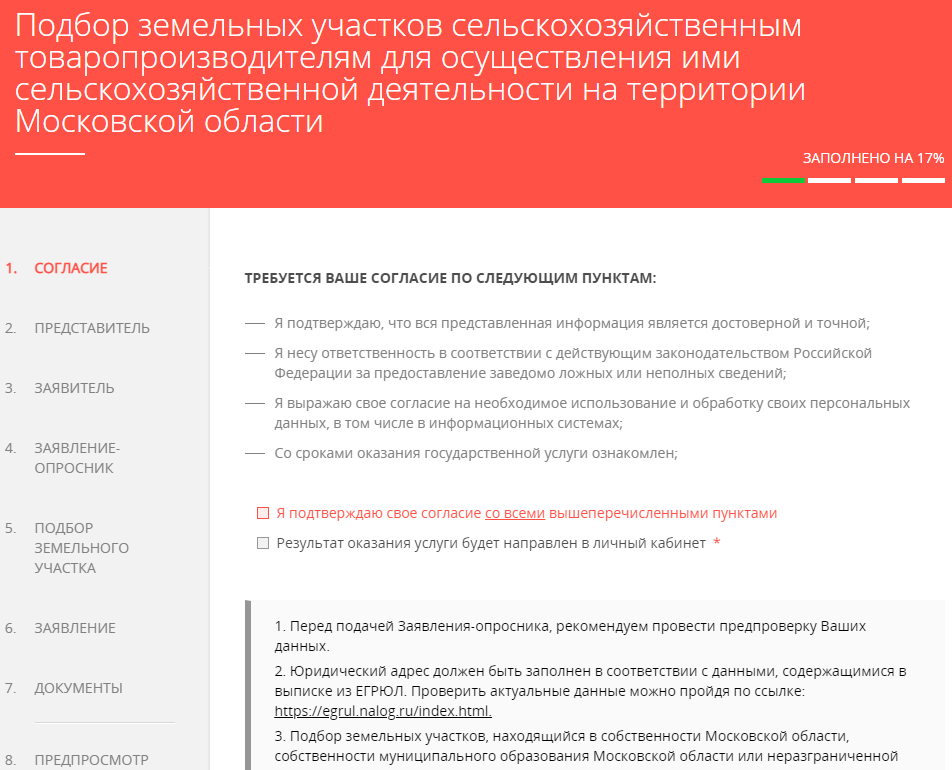 Подбор земельных участков сельскохозяйственным
товаропроизводителям для осуществления ими
сельскохозяйственной деятельности на территории
Московской области
ЗАПОЛНЕНО НА 17%
1. СОГЛАСИЕ
2. ПРЕДСТАВИТЕЛЬ
3. ЗАЯВИТЕЛЬ
4. ЗАЯВЛЕНИЕ-
ОПРОСНИК
5. ПОДБОР
ЗЕМЕЛЬНОГО
УЧАСТКА
6. ЗАЯВЛЕНИЕ
7. ДОКУМЕНТЫ
8. ПРЕДПРОСМОТР
ТРЕБУЕТСЯ ВАШЕ СОГЛАСИЕ ПО СЛЕДУЮЩИМ ПУНКТАМ:
Я подтверждаю, что вся представленная информация является достоверной и точной;
Я несу ответственность в соответствии с действующим законодательством Российской
Федерации за предоставление заведомо ложных или неполных сведений;
Я выражаю свое согласие на необходимое использование и обработку своих персональных
данных, в том числе в информационных системах;
Со сроками оказания государственной услуги ознакомлен;
Я подтверждаю свое согласие со всеми вышеперечисленными пунктами
Результат оказания услуги будет направлен в личный кабинет *
1. Перед подачей Заявления-опросника, рекомендуем провести предпроверку Ваших
данных.
2. Юридический адрес должен быть заполнен в соответствии с данными, содержащимися в
выписке из ЕГРЮЛ. Проверить актуальные данные можно пройдя по ссылке:
https://egrul.nalog.ru/index.html.
3. Подбор земельных участков, находящийся в собственности Московской области,
собственности муниципального образования Московской области или неразграниченной